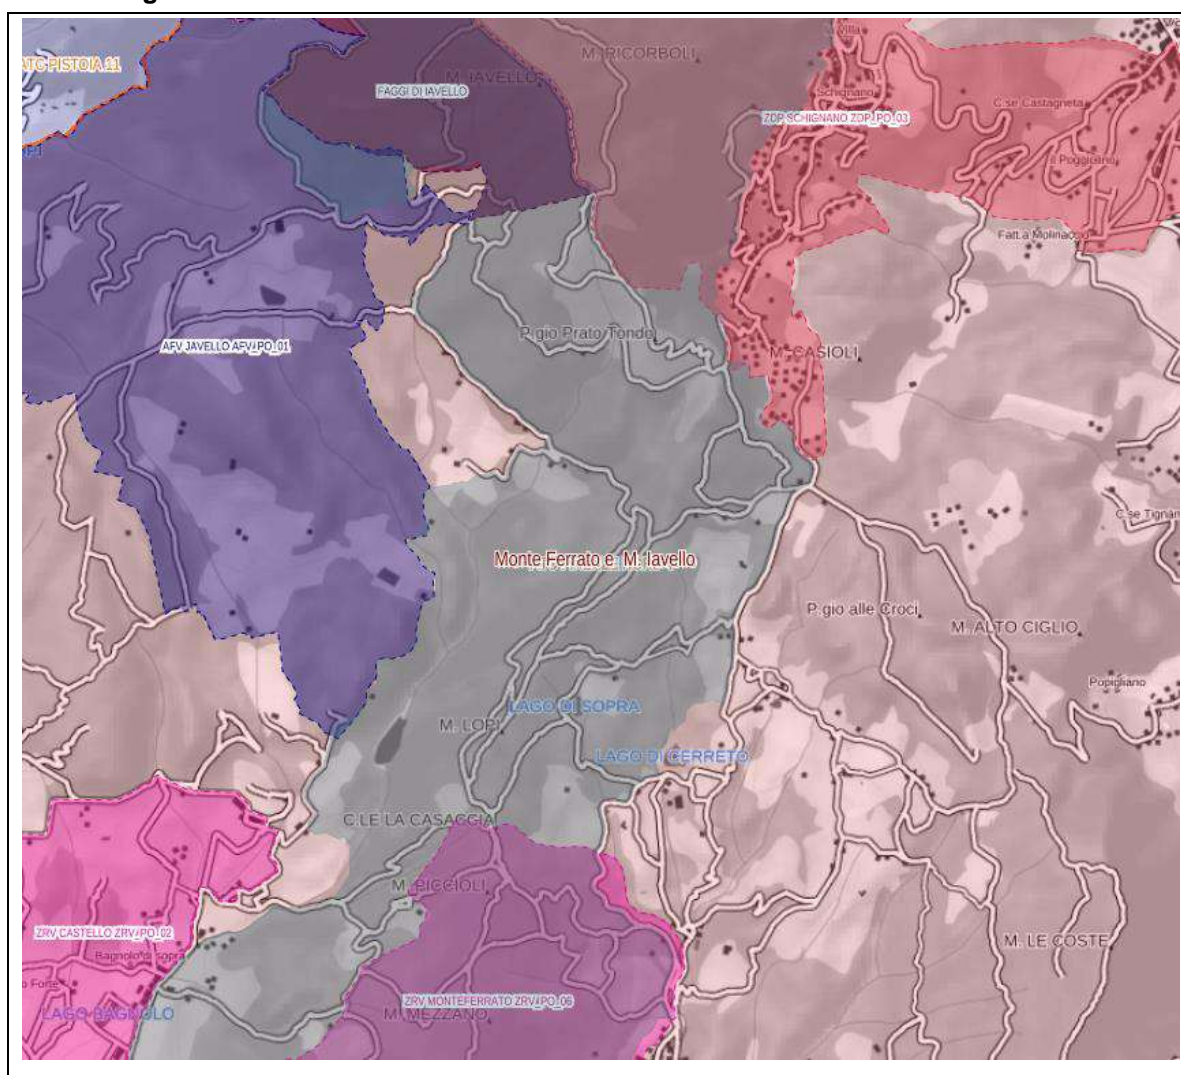 M. RICORBOLI
La Villa
ATC PISTOIA 11
M. IAVELLO
FAGGI DI IAVELLO
Schignano
C.se Castagneta
ZDP SCHIGNANO ZDP_PO_03
il Poggiolino
Fatt.a Molinaccio
P.gio Prato Tondo
AFV JAVELLO AFV_PO_01
M. CASIOLI
C.se Tignan
Monte Ferrato e M. Iavello
P.gio alle Croci
M. ALTO CIGLIO
Popigliano
LAGO DI SOPRA
M. LOPI
LAGO DI CERRETO
C.LE LA CASACCIA
M. PICCIOLI
ZRV CASTELLO ZRV_PO_02
M. LE COSTE
Bagnolo di sopra
o Forte
ZRV MONTEFERRATO ZRV_PO_06
LAGO BAGNOLO
M. MEZZANO